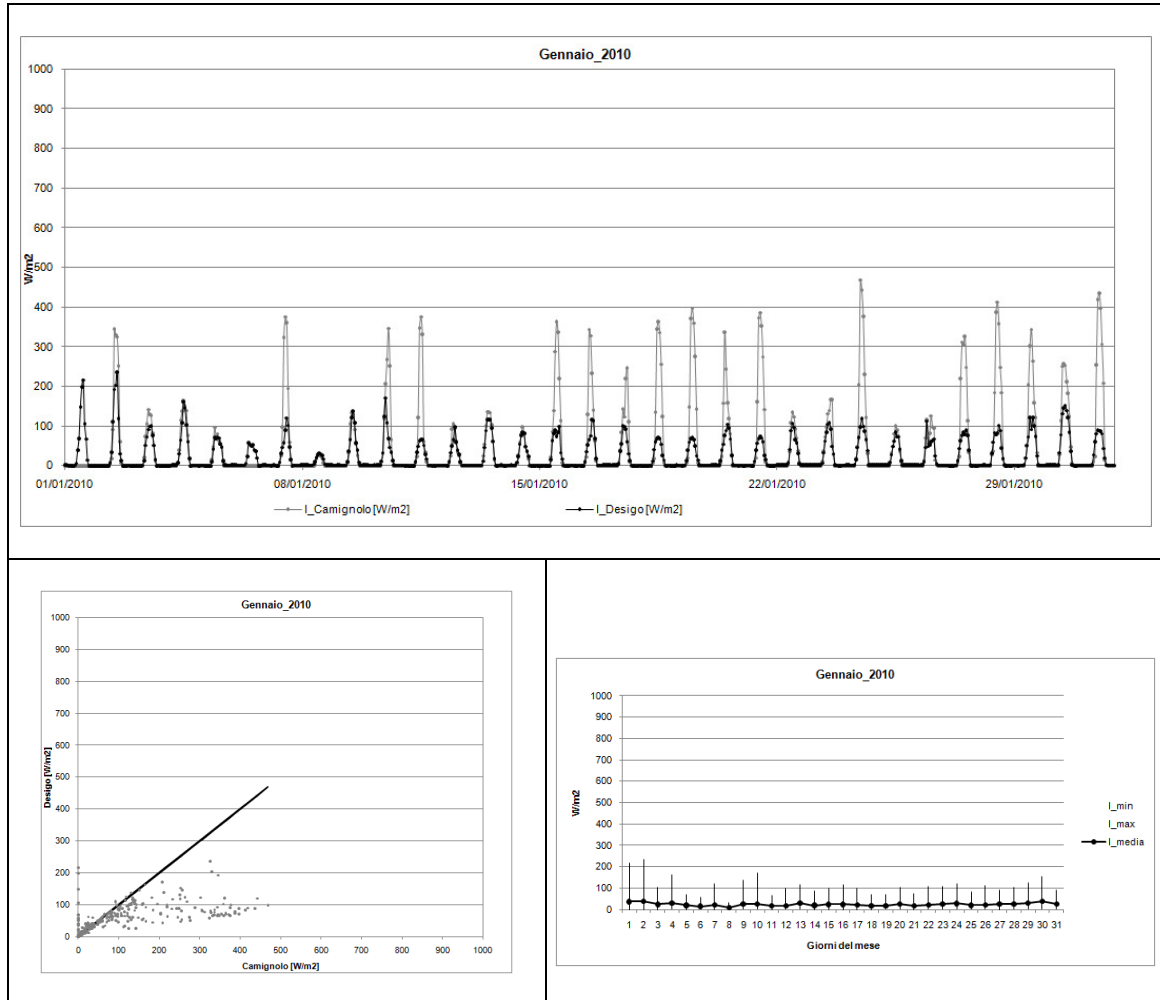 Gennaio_2010
1000
900
800
700
600
500
400
300
200
100
0
W/m2
01/01/2010 08/01/2010 15/01/2010 22/01/2010 29/01/2010
I_Camignolo [W/m2] I_Desigo [W/m2]
Gennaio_2010
1000
900
800
700
600
500
400
300
200
100
0
Desigo [W/m2]
0 100 200 300 400 500 600 700 800 900 1000
Camignolo [W/m2]
Gennaio_2010
1000
900
800
700
600
500
400
300
200
100
0
W/m2
1 2 3 4 5 6 7 8 9 10 11 12 13 14 15 16 17 18 19 20 21 22 23 24 25 26 27 28 29 30 31
Giorni del mese
I_min
I_max
I_media